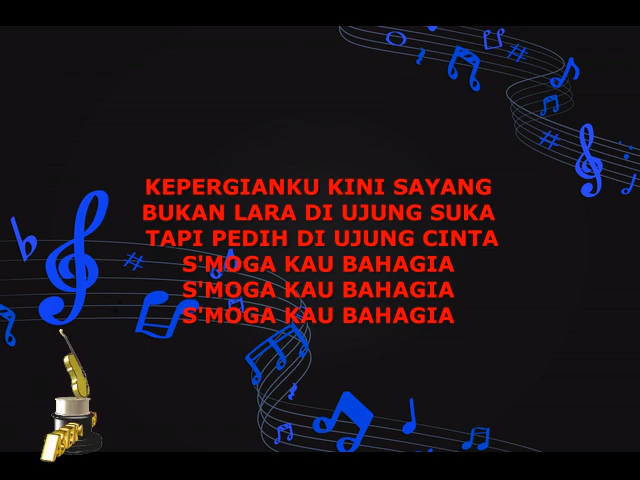 KEPERGIANKU KINI SAYANG
BUKAN LARA DI UJUNG SUKA
TAPI PEDIH DI UJUNG CINTA
S'MOGA KAU BAHAGIA
S'MOGA KAU BAHAGIA
S'MOGA KAU BAHAGIA